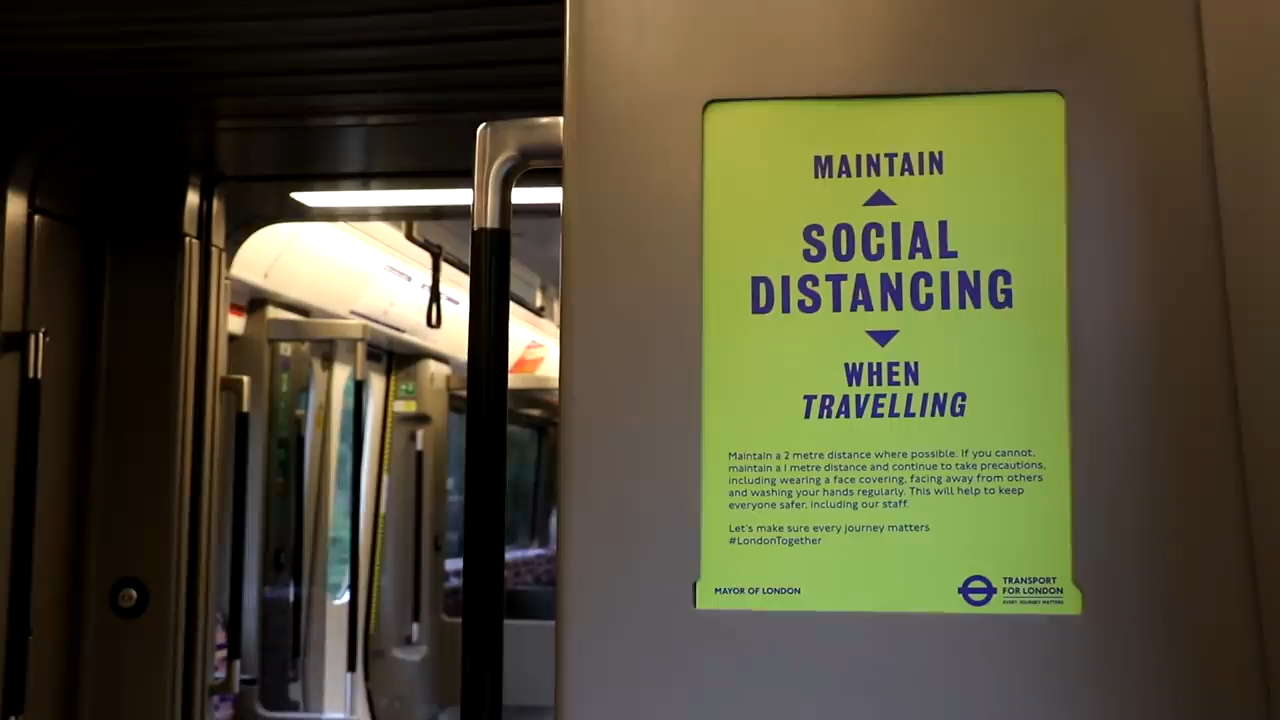 MAINTAIN
SOCIAL
DISTANCING
WHEN
TRAVELLING
Maintain a 2 metre distance where possible. If you cannot,
maintain a 1 metre distance and continue to take precautions,
including wearing a face covering, facing away from others
and washing your hands regularly. This will help to keep
everyone safer, including our staff.
Let's make sure every journey matters
#LondonTogether
MAYOR OF LONDON
TRANSPORT
FOR LONDON
EVERY JOURNEY MATTERS